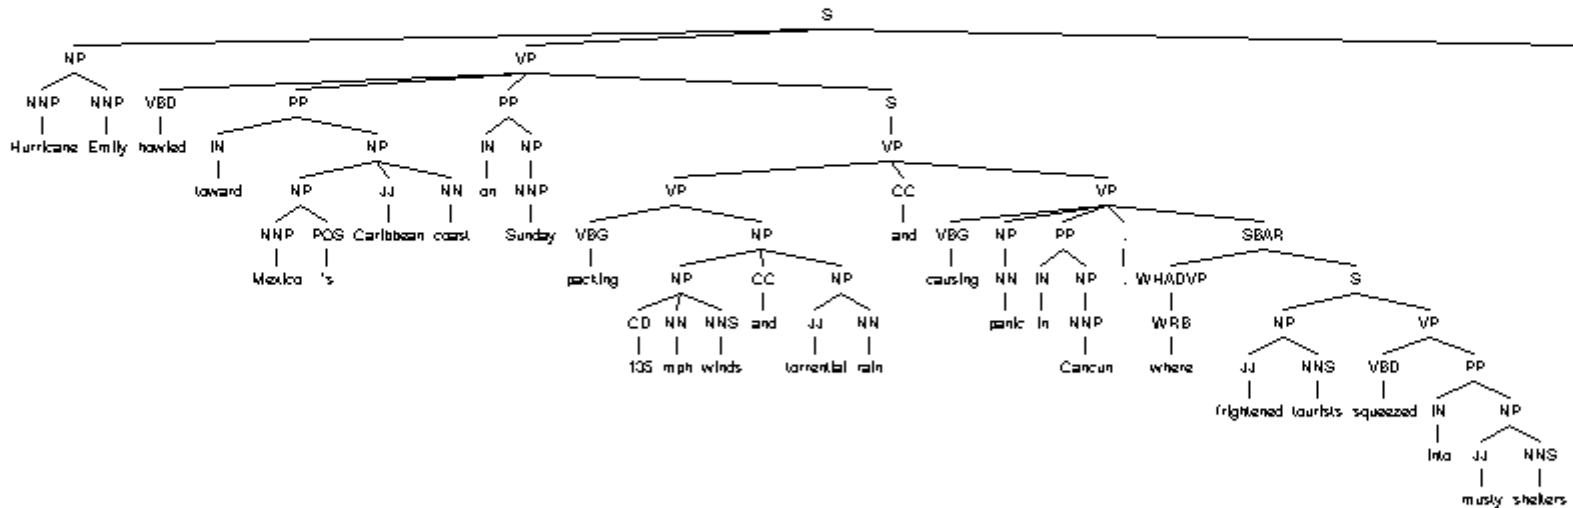 S
NP VP
NNP NNP VBD PP PP S
Hurricane Emily howled IN NP IN NP VP
toward NP JJ NN on NNP VP CC VP
NNP POS Caribbean coast Sunday VBG NP and VBG NP PP , SBAR
Mexico 's packing NP CC NP causing NN IN NP , WHADVP S
CD NN NNS and JJ NN panic in NNP WRB NP VP
135 mph winds torrential rain Cancun where JJ NNS VBD PP
frightened tourists squeezed IN NP
into JJ NNS
musty shelters